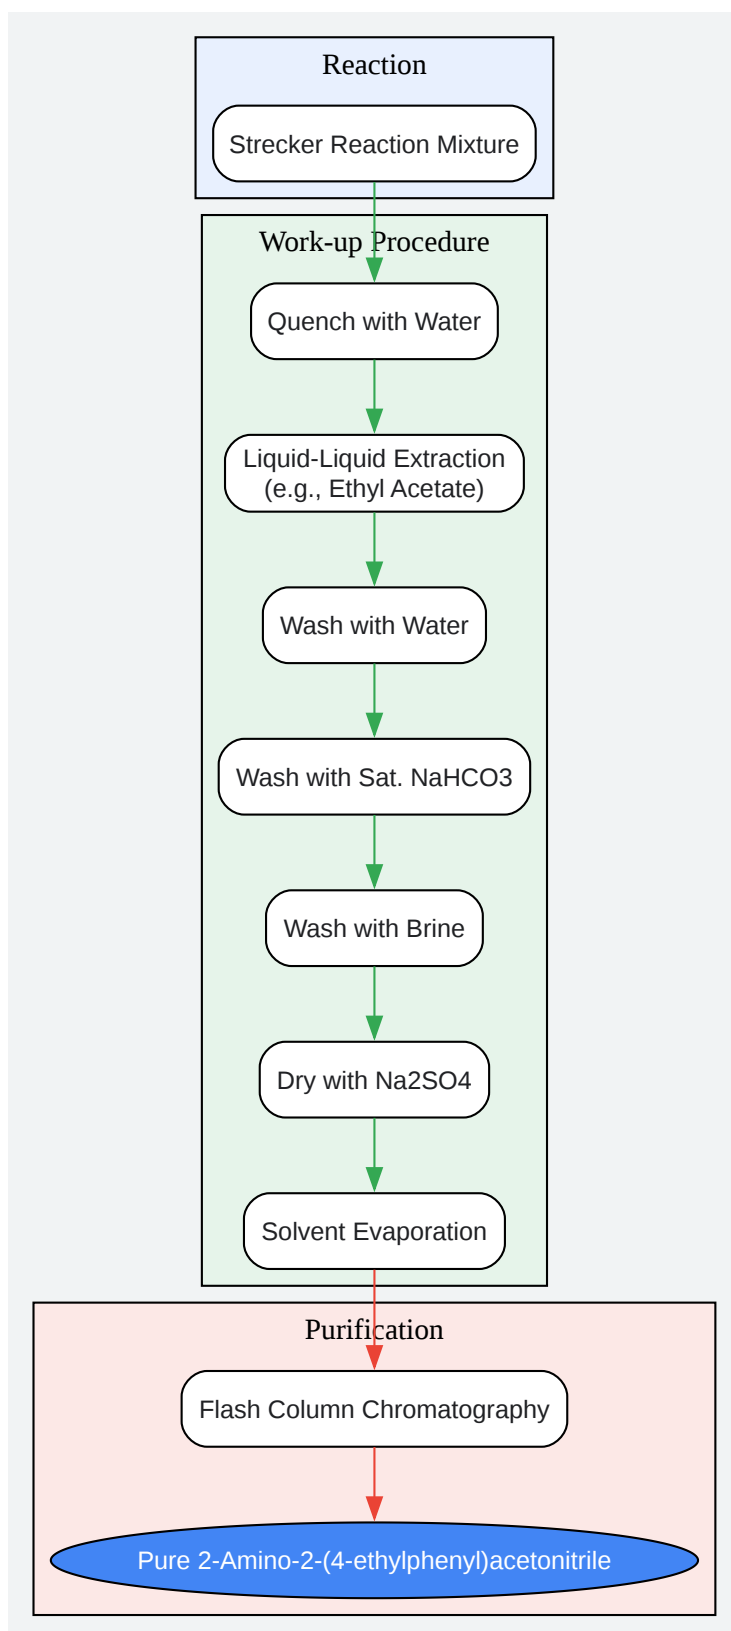 Reaction
Strecker Reaction Mixture
Work-up Procedure
Quench with Water
Liquid-Liquid Extraction
(e.g., Ethyl Acetate)
Wash with Water
Wash with Sat. NaHCO3
Wash with Brine
Dry with Na2SO4
Solvent Evaporation
Purification
Flash Column Chromatography
Pure 2-Amino-2-(4-ethylphenyl)acetonitrile